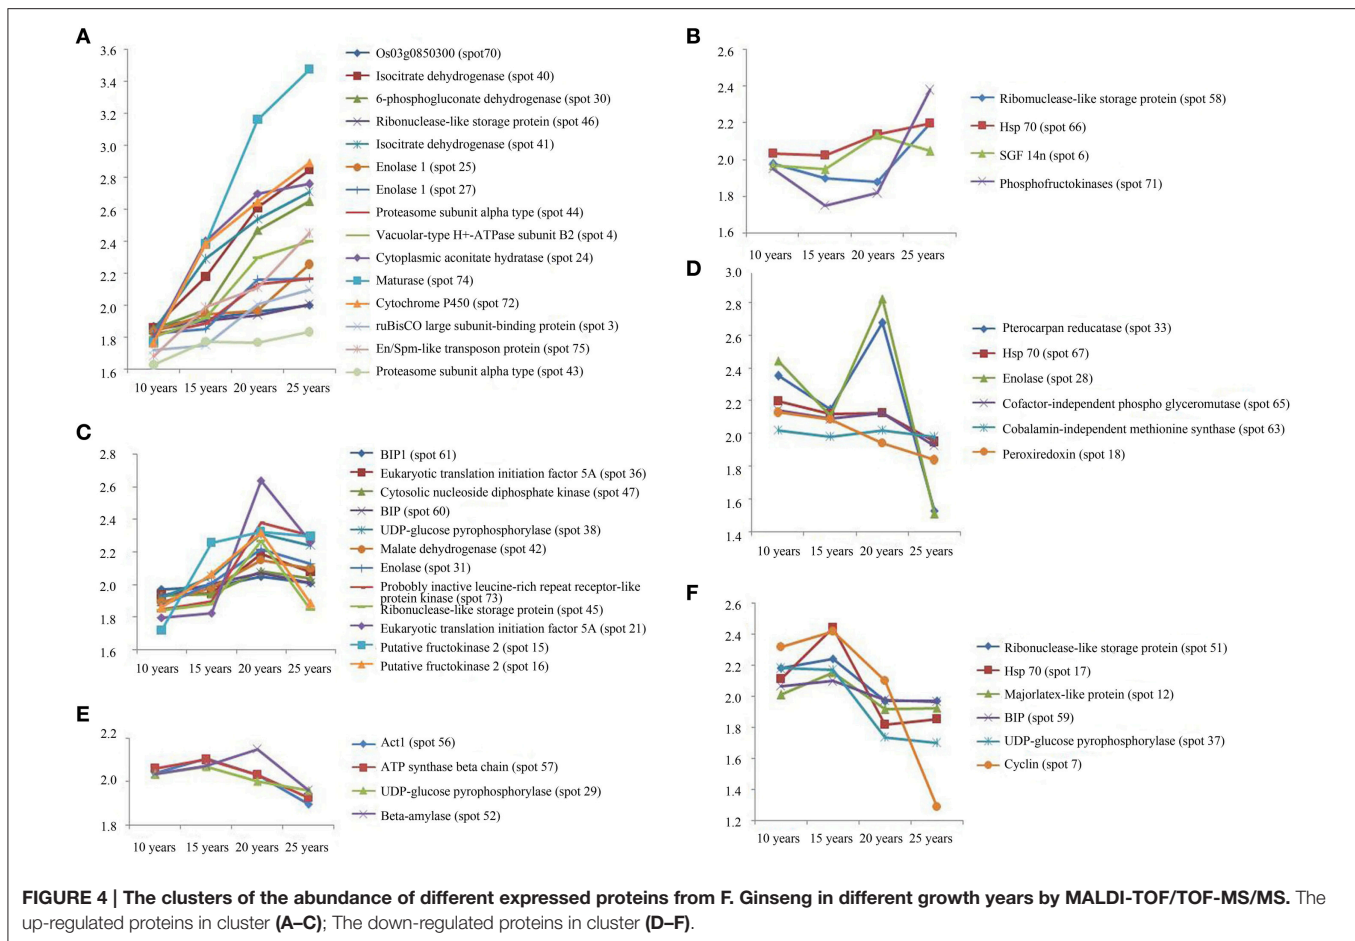 A
3.6
3.4
3.2
3.0
2.8
2.6
2.4
2.2
2.0
1.8
1.6
10 years 15 years 20 years 25 years
Os03g0850300 (spot70)
Isocitrate dehydrogenase (spot 40)
6-phosphogluconate dehydrogenase (spot 30)
Ribonuclease-like storage protein (spot 46)
Isocitrate dehydrogenase (spot 41)
Enolase 1 (spot 25)
Enolase 1 (spot 27)
Proteasome subunit alpha type (spot 44)
Vacuolar-type H+-ATPase subunit B2 (spot 4)
Cytoplasmic aconitate hydratase (spot 24)
Maturase (spot 74)
Cytochrome P450 (spot 72)
ruBisCO large subunit-binding protein (spot 3)
En/Spm-like transposon protein (spot 75)
Proteasome subunit alpha type (spot 43)
B
2.6
2.4
2.2
2.0
1.8
1.6
10 years 15 years 20 years 25 years
Ribomuclease-like storage protein (spot 58)
Hsp 70 (spot 66)
SGF 14n (spot 6)
Phosphofructokinases (spot 71)
C
2.8
2.6
2.4
2.2
2.0
1.8
1.6
10 years 15 years 20 years 25 years
BIP1 (spot 61)
Eukaryotic translation initiation factor 5A (spot 36)
Cytosolic nucleoside diphosphate kinase (spot 47)
BIP (spot 60)
UDP-glucose pyrophosphorylase (spot 38)
Malate dehydrogenase (spot 42)
Enolase (spot 31)
Probobly inactive leucine-rich repeat receptor-like
protein kinase (spot 73)
Ribonuclease-like storage protein (spot 45)
Eukaryotic translation initiation factor 5A (spot 21)
Putative fructokinase 2 (spot 15)
Putative fructokinase 2 (spot 16)
D
3.0
2.8
2.6
2.4
2.2
2.0
1.8
1.6
1.4
10 years 15 years 20 years 25 years
Pterocarpan reducatase (spot 33)
Hsp 70 (spot 67)
Enolase (spot 28)
Cofactor-independent phospho glyceromutase (spot 65)
Cobalamin-independent methionine synthase (spot 63)
Peroxiredoxin (spot 18)
E
2.2
2.0
1.8
10 years 15 years 20 years 25 years
Act1 (spot 56)
ATP synthase beta chain (spot 57)
UDP-glucose pyrophosphorylase (spot 29)
Beta-amylase (spot 52)
F
2.6
2.4
2.2
2.0
1.8
1.6
1.4
1.2
10 years 15 years 20 years 25 years
Ribonuclease-like storage protein (spot 51)
Hsp 70 (spot 17)
Majorlatex-like protein (spot 12)
BIP (spot 59)
UDP-glucose pyrophosphorylase (spot 37)
Cyclin (spot 7)
FIGURE 4 | The clusters of the abundance of different expressed proteins from F. Ginseng in different growth years by MALDI-TOF/TOF-MS/MS. The
up-regulated proteins in cluster (A–C); The down-regulated proteins in cluster (D–F).